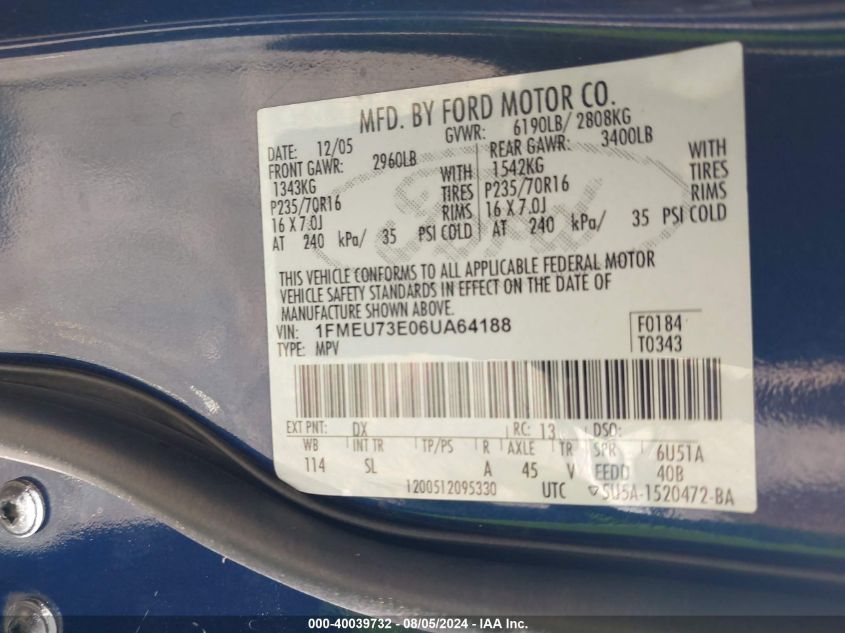 MFD. BY FORD MOTOR CO.
DATE: 12/05 GVWR: 6190LB/ 2808KG
FRONT GAWR: 2960LB REAR GAWR: 3400LB
1343KG WITH 1542KG WITH
P235/70R16 TIRES P235/70R16 TIRES
16 X 7.0J RIMS 16 X 7.0J RIMS
AT 240 kPa/ 35 PSI COLD AT 240 kPa/ 35 PSI COLD
THIS VEHICLE CONFORMS TO ALL APPLICABLE FEDERAL MOTOR
VEHICLE SAFETY STANDARDS IN EFFECT ON THE DATE OF
MANUFACTURE SHOWN ABOVE.
VIN: 1FMEU73E06UA64188 F0184
TYPE: MPV T0343
EXT PNT: DX RC: 13 DSO:
WB INT TR TP/PS R AXLE TR SPR 6U51A
114 SL A 45 V EEDD 40B
1200512095330 UTC 5U5A-1520472-BA
000-40039732 - 08/05/2024 - IAA Inc.